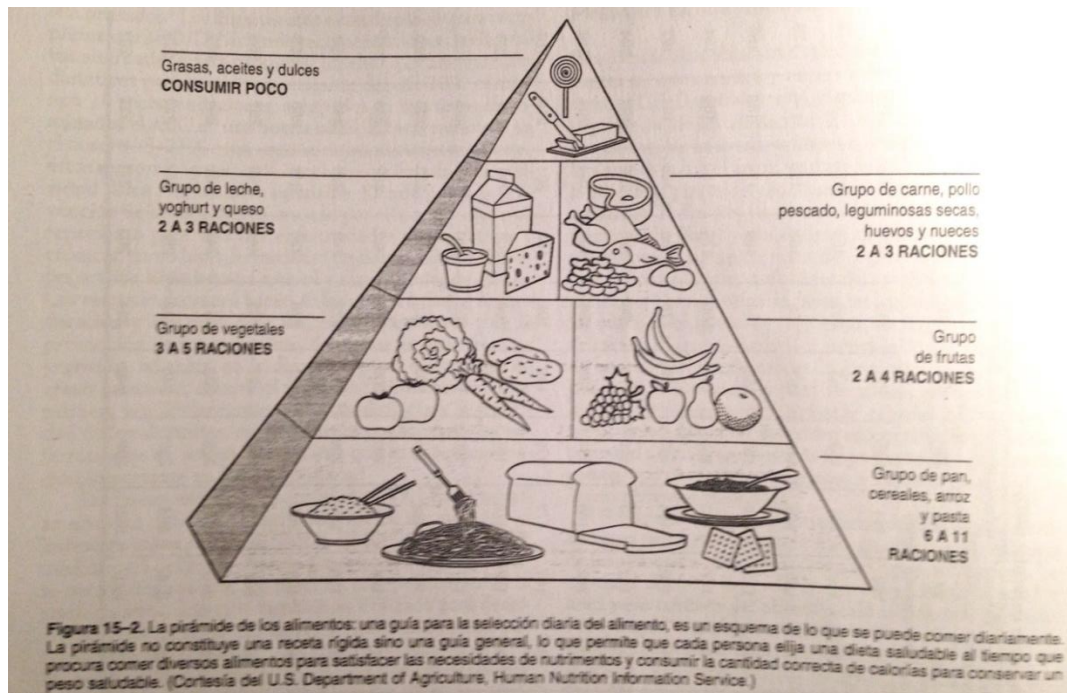 Grasas, aceites y dulces
CONSUMIR POCO
Grupo de leche,
yoghurt y queso
2 A 3 RACIONES
Grupo de carne, pollo
pescado, leguminosas secas,
huevos y nueces
2 A 3 RACIONES
Grupo de vegetales
3 A 5 RACIONES
Grupo
de frutas
2 A 4 RACIONES
Grupo de pan,
cereales, arroz
y pasta
6 A 11
RACIONES
Figura 15–2. La pirámide de los alimentos: una guía para la selección diaria del alimento, es un esquema de lo que se puede comer diariamente.
La pirámide no constituye una receta rígida sino una guía general, lo que permite que cada persona elija una dieta saludable al tiempo que
procura comer diversos alimentos para satisfacer las necesidades de nutrimentos y consumir la cantidad correcta de calorías para conservar un
peso saludable. (Cortesía del U.S. Department of Agriculture, Human Nutrition Information Service.)